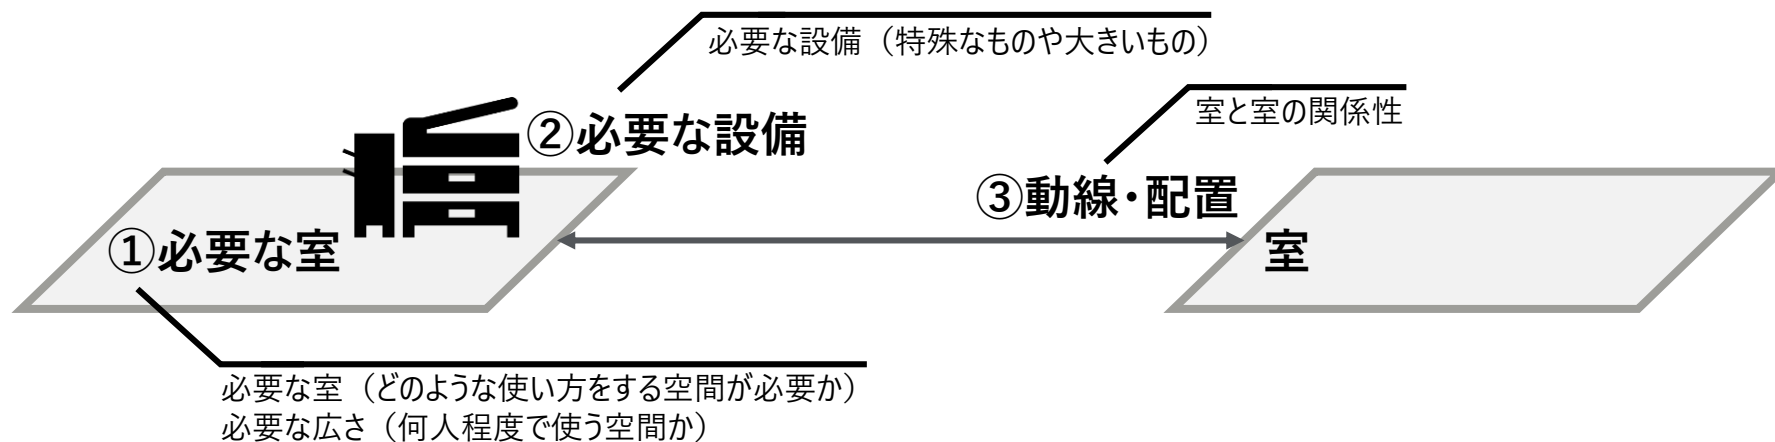 必要な設備（特殊なものや大きいもの）
室と室の関係性
②必要な設備
③動線・配置
①必要な室
室
必要な室（どのような使い方をする空間が必要か）
必要な広さ（何人程度で使う空間か）